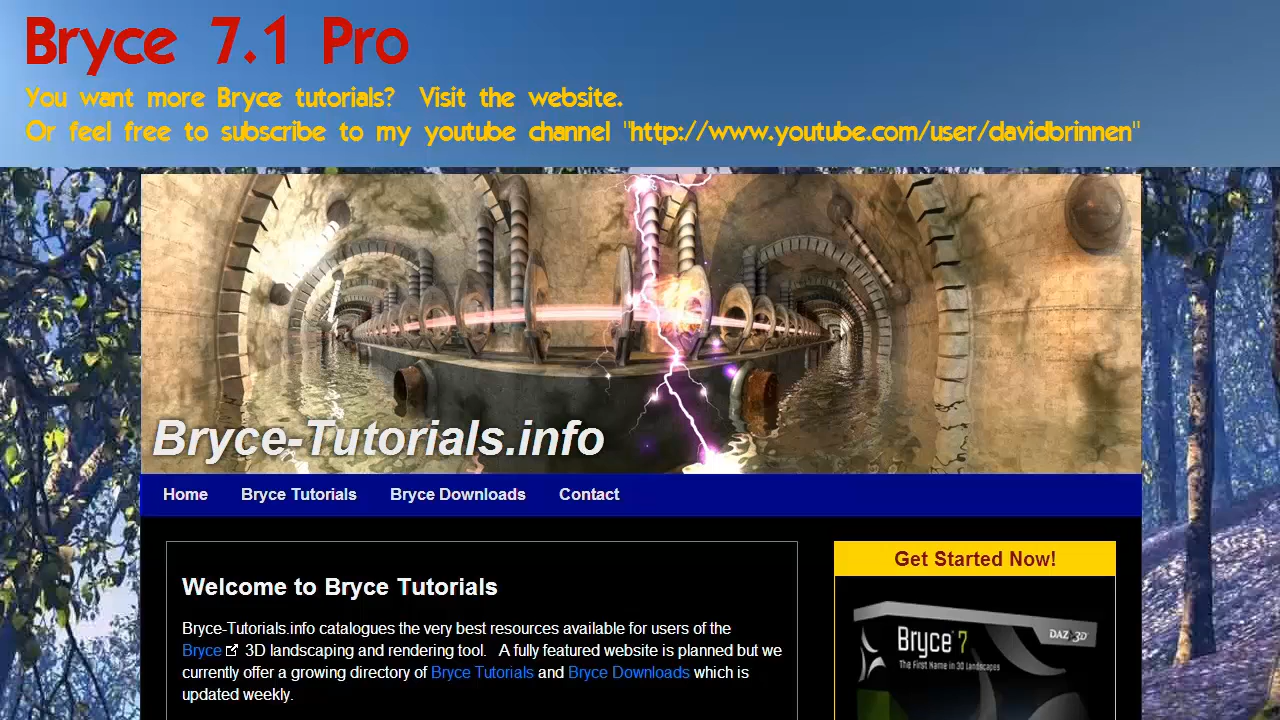 Bryce 7.1 Pro
You want more Bryce tutorials? Visit the website.
Or feel free to subscribe to my youtube channel "http://www.youtube.com/user/davidbrinnen"
Bryce-Tutorials.info
Home Bryce Tutorials Bryce Downloads Contact
Get Started Now!
Welcome to Bryce Tutorials
Bryce-Tutorials.info catalogues the very best resources available for users of the
Bryce 3D landscaping and rendering tool. A fully featured website is planned but we
currently offer a growing directory of Bryce Tutorials and Bryce Downloads which is
updated weekly.
DAZ 3D
Bryce 7
The First Name in 3D Landscapes